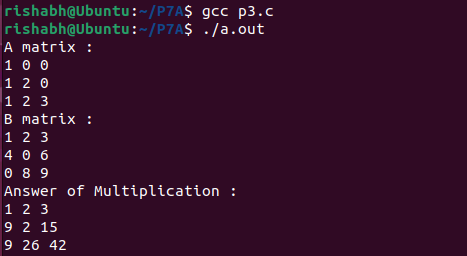 rishabh@Ubuntu:~/P7A$ gcc p3.c
rishabh@Ubuntu:~/P7A$ ./a.out
A matrix :
1 0 0
1 2 0
1 2 3
B matrix :
1 2 3
4 0 6
0 8 9
Answer of Multiplication :
1 2 3
9 2 15
9 26 42